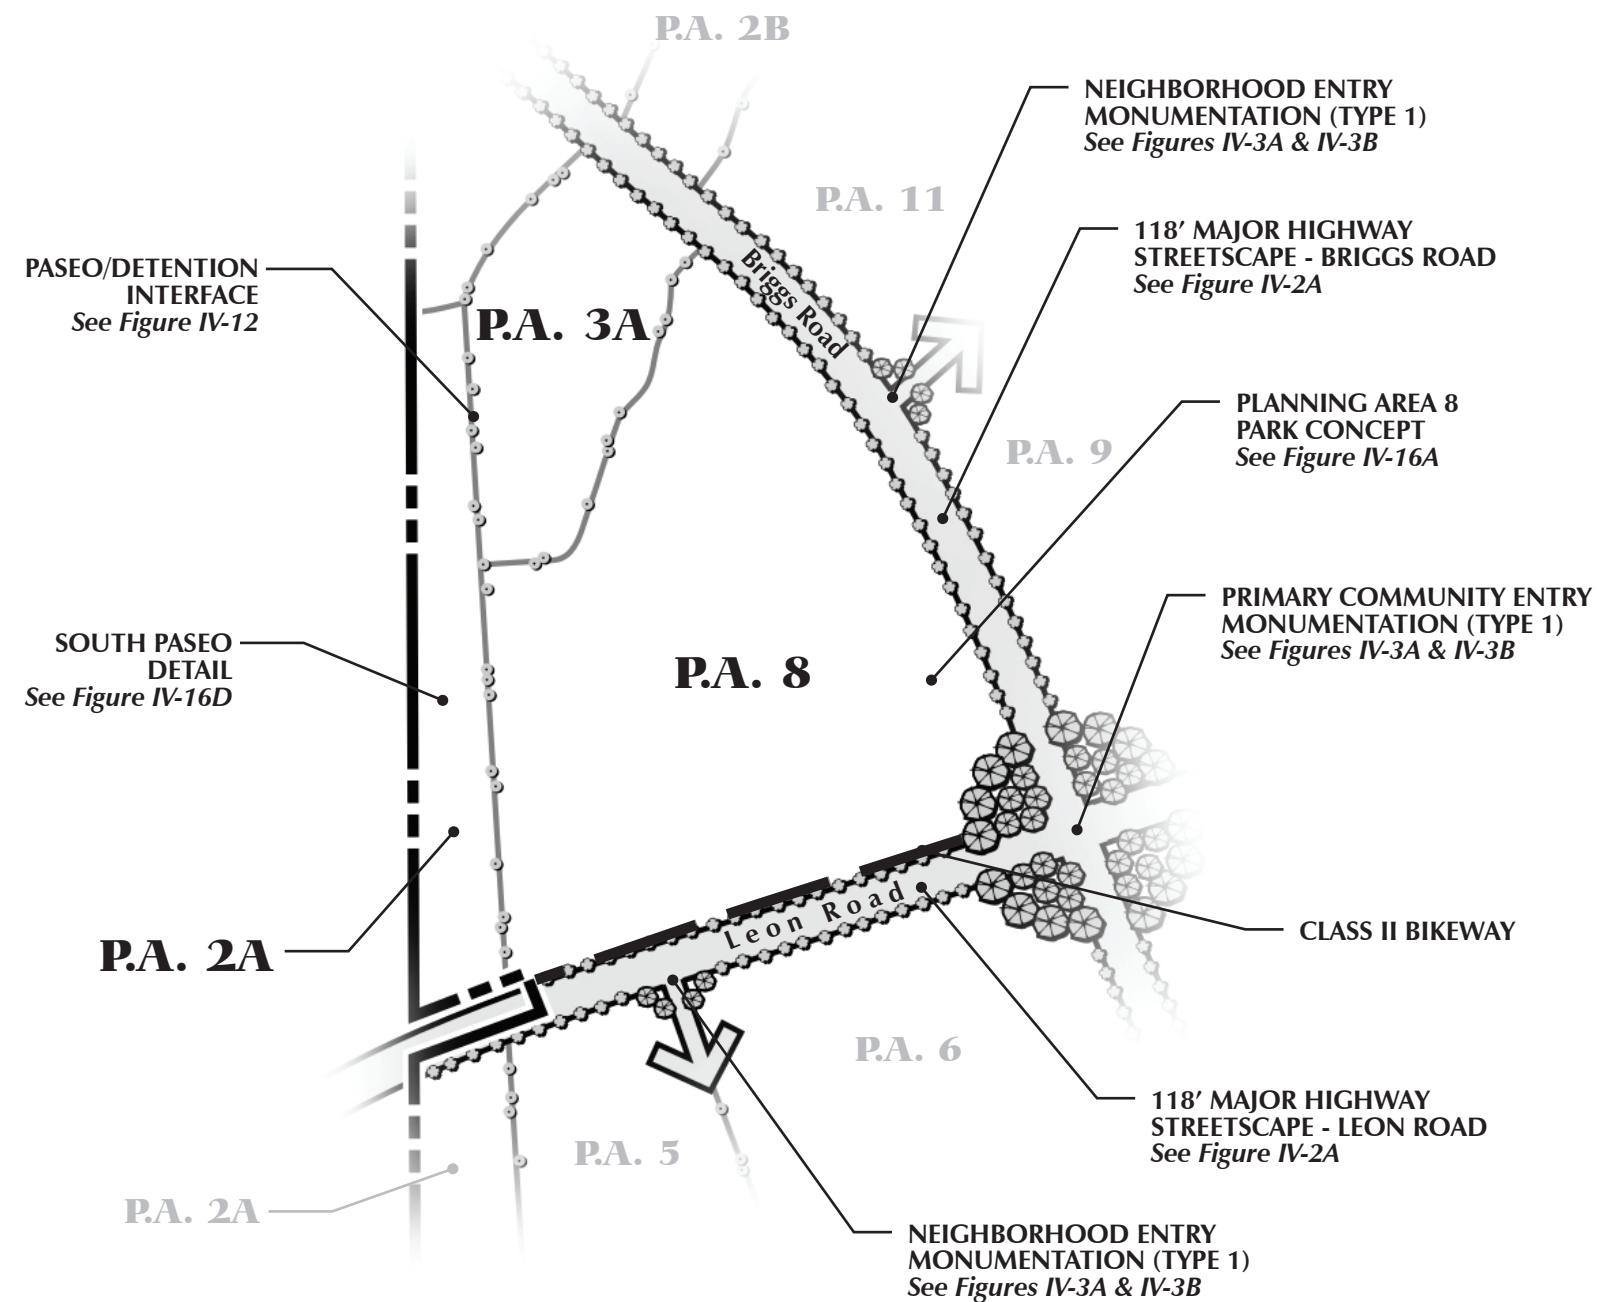 P.A. 2B
NEIGHBORHOOD ENTRY
MONUMENTATION (TYPE 1)
See Figures IV-3A & IV-3B
P.A. 11
118’ MAJOR HIGHWAY
STREETSCAPE - BRIGGS ROAD
See Figure IV-2A
Briggs Road
PASEO/DETENTION
INTERFACE
See Figure IV-12
P.A. 3A
PLANNING AREA 8
PARK CONCEPT
See Figure IV-16A
P.A. 9
PRIMARY COMMUNITY ENTRY
MONUMENTATION (TYPE 1)
See Figures IV-3A & IV-3B
SOUTH PASEO
DETAIL
See Figure IV-16D
P.A. 8
Leon Road
CLASS II BIKEWAY
P.A. 2A
P.A. 6
118’ MAJOR HIGHWAY
STREETSCAPE - LEON ROAD
See Figure IV-2A
P.A. 5
P.A. 2A
NEIGHBORHOOD ENTRY
MONUMENTATION (TYPE 1)
See Figures IV-3A & IV-3B